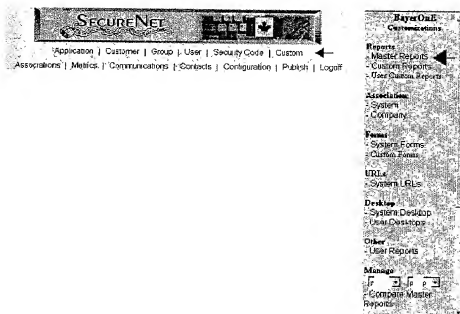 SECURENET
Application | Customer | Group | User | Security Code | Custom
Associations | Metrics | Communications | Contacts | Configuration | Publish | Logoff
BayerOnE
Customizations
Reports
- Master Reports
- Custom Reports
- User Custom Reports
Association
- System
- Company
Forms
- System Forms
- Custom Forms
URLs
- System URLs
Desktop
- System Desktop
- User Desktops
Other
- User Reports
Manage
- Compare Master
Reports